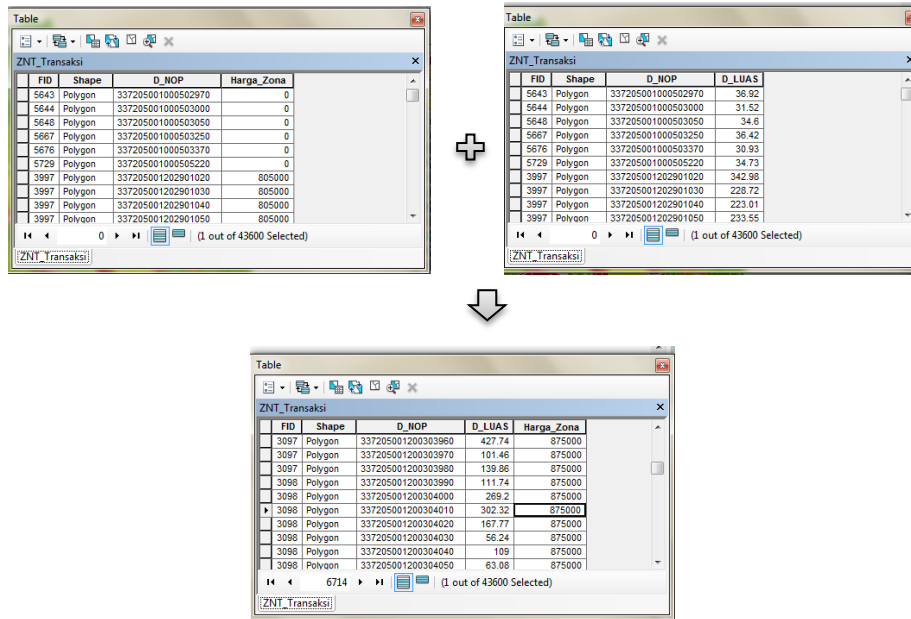 Table
ZNT_Transaksi
FID Shape D_NOP Harga_Zona
5643 Polygon 337205001000502970 0
5644 Polygon 337205001000503000 0
5648 Polygon 337205001000503050 0
5667 Polygon 337205001000503250 0
5676 Polygon 337205001000503370 0
5729 Polygon 337205001000505220 0
3997 Polygon 337205001202901020 805000
3997 Polygon 337205001202901030 805000
3997 Polygon 337205001202901040 805000
3997 Polygon 337205001202901050 805000
0 (1 out of 43600 Selected)
ZNT_Transaksi
Table
ZNT_Transaksi
FID Shape D_NOP D_LUAS
5643 Polygon 337205001000502970 36.92
5644 Polygon 337205001000503000 31.52
5648 Polygon 337205001000503050 34.6
5667 Polygon 337205001000503250 36.42
5676 Polygon 337205001000503370 30.93
5729 Polygon 337205001000505220 34.73
3997 Polygon 337205001202901020 342.98
3997 Polygon 337205001202901030 228.72
3997 Polygon 337205001202901040 223.01
3997 Polygon 337205001202901050 233.55
0 (1 out of 43600 Selected)
ZNT_Transaksi
Table
ZNT_Transaksi
FID Shape D_NOP D_LUAS Harga_Zona
3097 Polygon 337205001200303960 427.74 875000
3097 Polygon 337205001200303970 101.46 875000
3097 Polygon 337205001200303980 139.86 875000
3098 Polygon 337205001200303990 111.74 875000
3098 Polygon 337205001200304000 269.2 875000
3098 Polygon 337205001200304010 302.32 875000
3098 Polygon 337205001200304020 167.77 875000
3098 Polygon 337205001200304030 56.24 875000
3098 Polygon 337205001200304040 109 875000
3098 Polygon 337205001200304050 63.08 875000
6714 (1 out of 43600 Selected)
ZNT_Transaksi